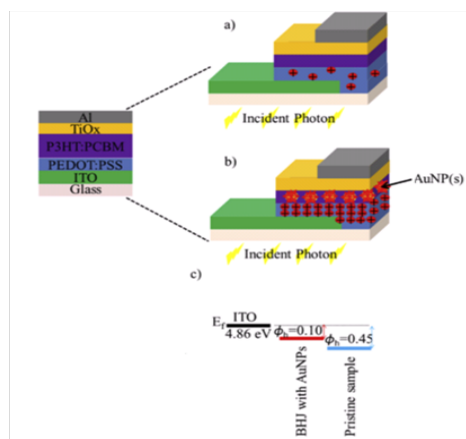 a)
Al
TiOx
P3HT:PCBM
PEDOT:PSS
ITO
Glass
Incident Photon
b)
AuNP(s)
Incident Photon
c)
Ef ITO
4.86 eV
ϕh=0.10
ϕh=0.45
BHJ with AuNPs
Pristine sample